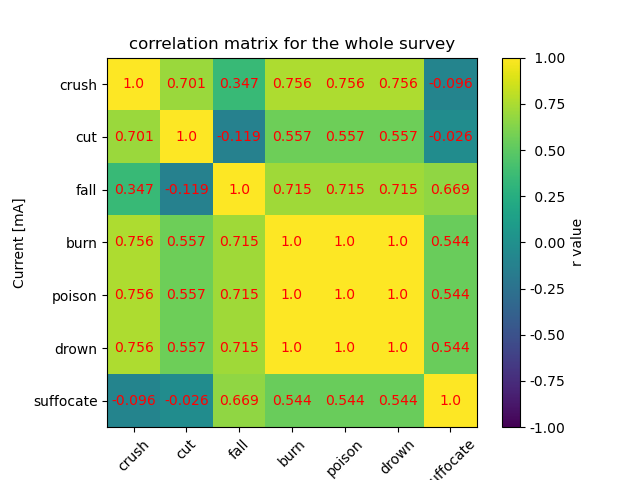 correlation matrix for the whole survey
crush 1.0 0.701 0.347 0.756 0.756 0.756 -0.096
cut 0.701 1.0 -0.119 0.557 0.557 0.557 -0.026
fall 0.347 -0.119 1.0 0.715 0.715 0.715 0.669
burn 0.756 0.557 0.715 1.0 1.0 1.0 0.544
poison 0.756 0.557 0.715 1.0 1.0 1.0 0.544
drown 0.756 0.557 0.715 1.0 1.0 1.0 0.544
suffocate -0.096 -0.026 0.669 0.544 0.544 0.544 1.0
crush cut fall burn poison drown uffocate
Current [mA]
1.00
0.75
0.50
0.25
0.00
-0.25
-0.50
-0.75
-1.00
r value